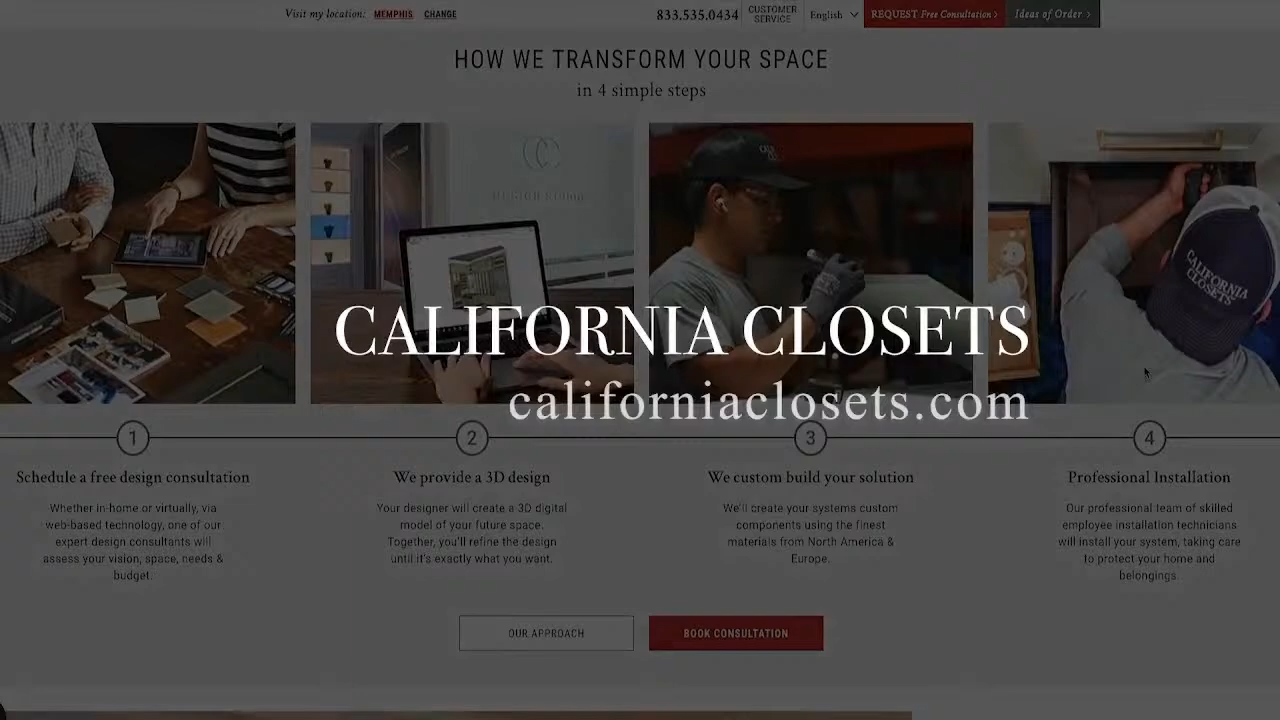 Visit my location: MEMPHIS CHANGE
833.535.0434
CUSTOMER
SERVICE
English
REQUEST Free Consultation >
Ideas of Order >
HOW WE TRANSFORM YOUR SPACE
in 4 simple steps
CALIFORNIA
CLOSETS
CALIFORNIA CLOSETS
californiaclosets.com
1
2
3
4
Schedule a free design consultation
Whether in-home or virtually, via
web-based technology, one of our
expert design consultants will
assess your vision, space, needs &
budget.
We provide a 3D design
Your designer will create a 3D digital
model of your future space.
Together, you'll refine the design
until it's exactly what you want.
We custom build your solution
We'll create your systems custom
components using the finest
materials from North America &
Europe.
Professional Installation
Our professional team of skilled
employee installation technicians
will install your system, taking care
to protect your home and
belongings.
OUR APPROACH
BOOK CONSULTATION